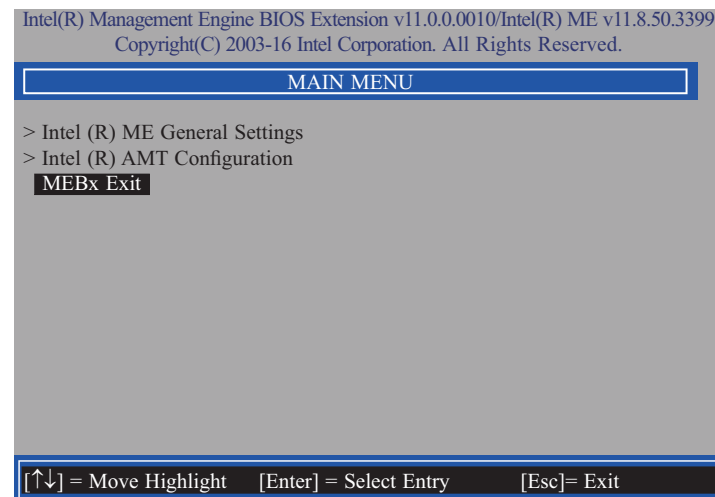 Intel(R) Management Engine BIOS Extension v11.0.0.0010/Intel(R) ME v11.8.50.3399
Copyright(C) 2003-16 Intel Corporation. All Rights Reserved.
MAIN MENU
> Intel (R) ME General Settings
> Intel (R) AMT Configuration
MEBx Exit
[↑↓] = Move Highlight [Enter] = Select Entry [Esc]= Exit